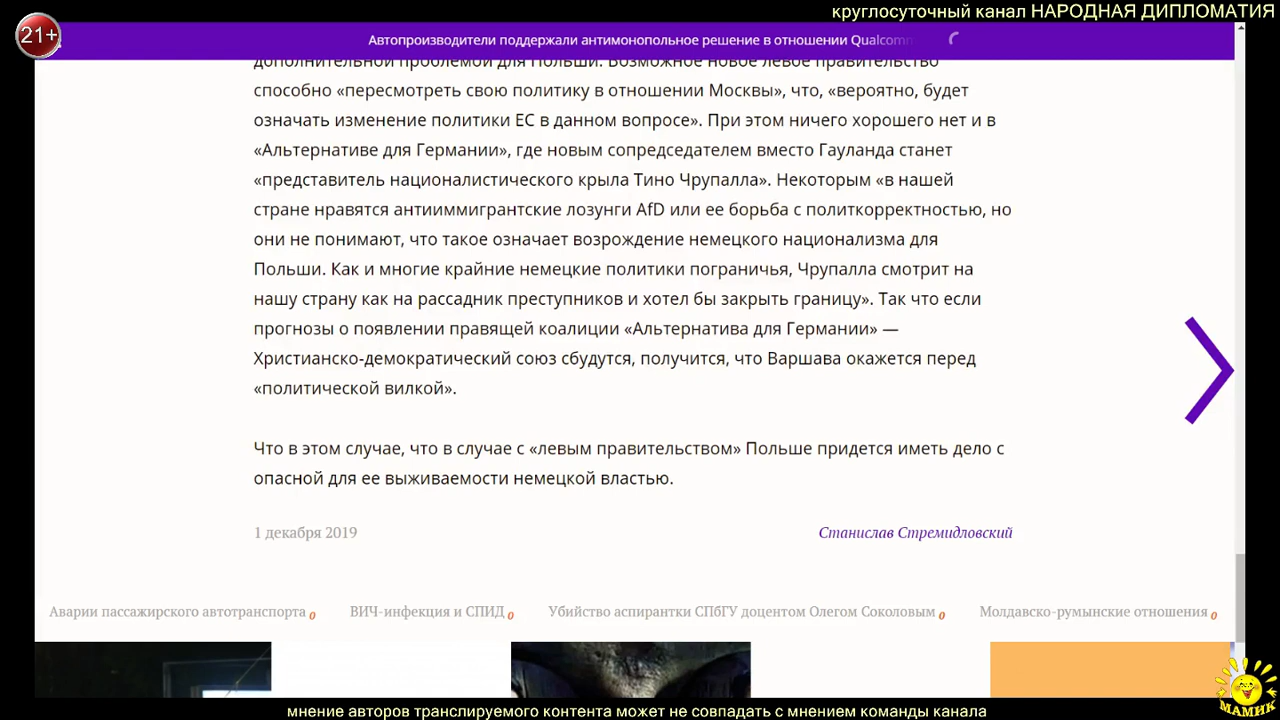 круглосуточный канал НАРОДНАЯ ДИПЛОМАТИЯ
21+
Автопроизводители поддержали антимонопольное решение в отношении Qualcomm
дополнительной проблемой для Польши. Возможное новое левое правительство
способно «пересмотреть свою политику в отношении Москвы», что, «вероятно, будет
означать изменение политики ЕС в данном вопросе». При этом ничего хорошего нет и в
«Альтернативе для Германии», где новым сопредседателем вместо Гауланда станет
«представитель националистического крыла Тино Чрупалла». Некоторым «в нашей
стране нравятся антииммигрантские лозунги AfD или ее борьба с политкорректностью, но
они не понимают, что такое означает возрождение немецкого национализма для
Польши. Как и многие крайние немецкие политики пограничья, Чрупалла смотрит на
нашу страну как на рассадник преступников и хотел бы закрыть границу». Так что если
прогнозы о появлении правящей коалиции «Альтернатива для Германии» —
Христианско-демократический союз сбудутся, получится, что Варшава окажется перед
«политической вилкой».
Что в этом случае, что в случае с «левым правительством» Польше придется иметь дело с
опасной для ее выживаемости немецкой властью.
1 декабря 2019 Станислав Стремидловский
Аварии пассажирского автотранспорта 0 ВИЧ-инфекция и СПИД 0 Убийство аспирантки СПбГУ доцентом Олегом Соколовым 0 Молдавско-румынские отношения 0
МАМИК
мнение авторов транслируемого контента может не совпадать с мнением команды канала